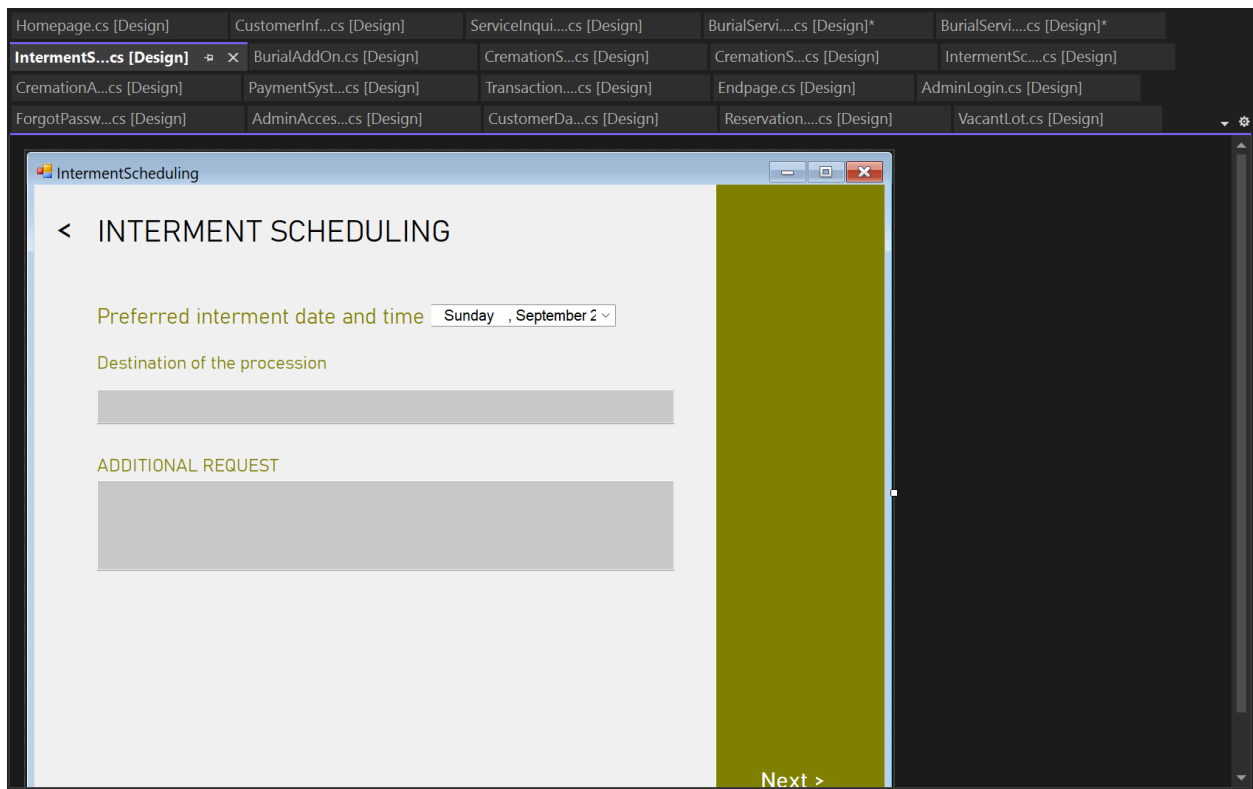 Homepage.cs [Design] CustomerInf...cs [Design] ServiceInqui....cs [Design] BurialServi....cs [Design]* BurialServi....cs [Design]*
IntermentS...cs [Design] BurialAddOn.cs [Design] CremationS...cs [Design] CremationS...cs [Design] IntermentSc....cs [Design]
CremationA...cs [Design] PaymentSyst...cs [Design] Transaction....cs [Design] Endpage.cs [Design] AdminLogin.cs [Design]
ForgotPassw...cs [Design] AdminAcces...cs [Design] CustomerDa...cs [Design] Reservation....cs [Design] VacantLot.cs [Design]
IntermentScheduling
< INTERMENT SCHEDULING
Preferred interment date and time Sunday , September 2
Destination of the procession
ADDITIONAL REQUEST
Next >